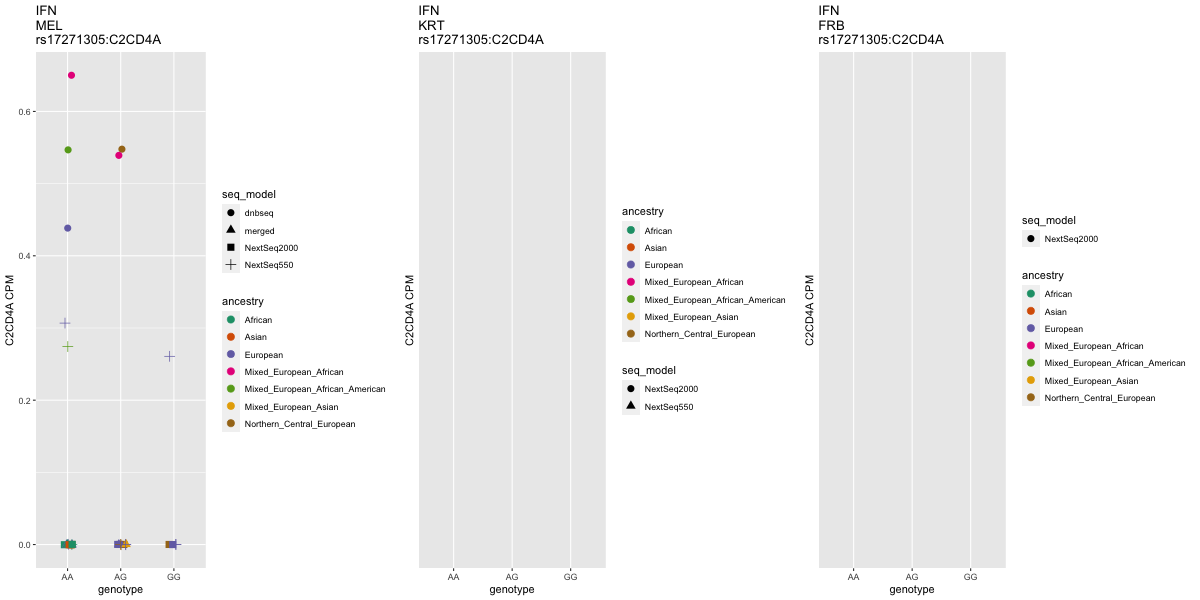 IFN
MEL
rs17271305:C2CD4A
C2CD4A CPM
0.6
0.4
0.2
0.0
AA
AG
GG
genotype
seq_model
dnbseq
merged
NextSeq2000
NextSeq550
ancestry
African
Asian
European
Mixed_European_African
Mixed_European_African_American
Mixed_European_Asian
Northern_Central_European
IFN
KRT
rs17271305:C2CD4A
C2CD4A CPM
AA
AG
GG
genotype
ancestry
African
Asian
European
Mixed_European_African
Mixed_European_African_American
Mixed_European_Asian
Northern_Central_European
seq_model
NextSeq2000
NextSeq550
IFN
FRB
rs17271305:C2CD4A
C2CD4A CPM
AA
AG
GG
genotype
seq_model
NextSeq2000
ancestry
African
Asian
European
Mixed_European_African
Mixed_European_African_American
Mixed_European_Asian
Northern_Central_European